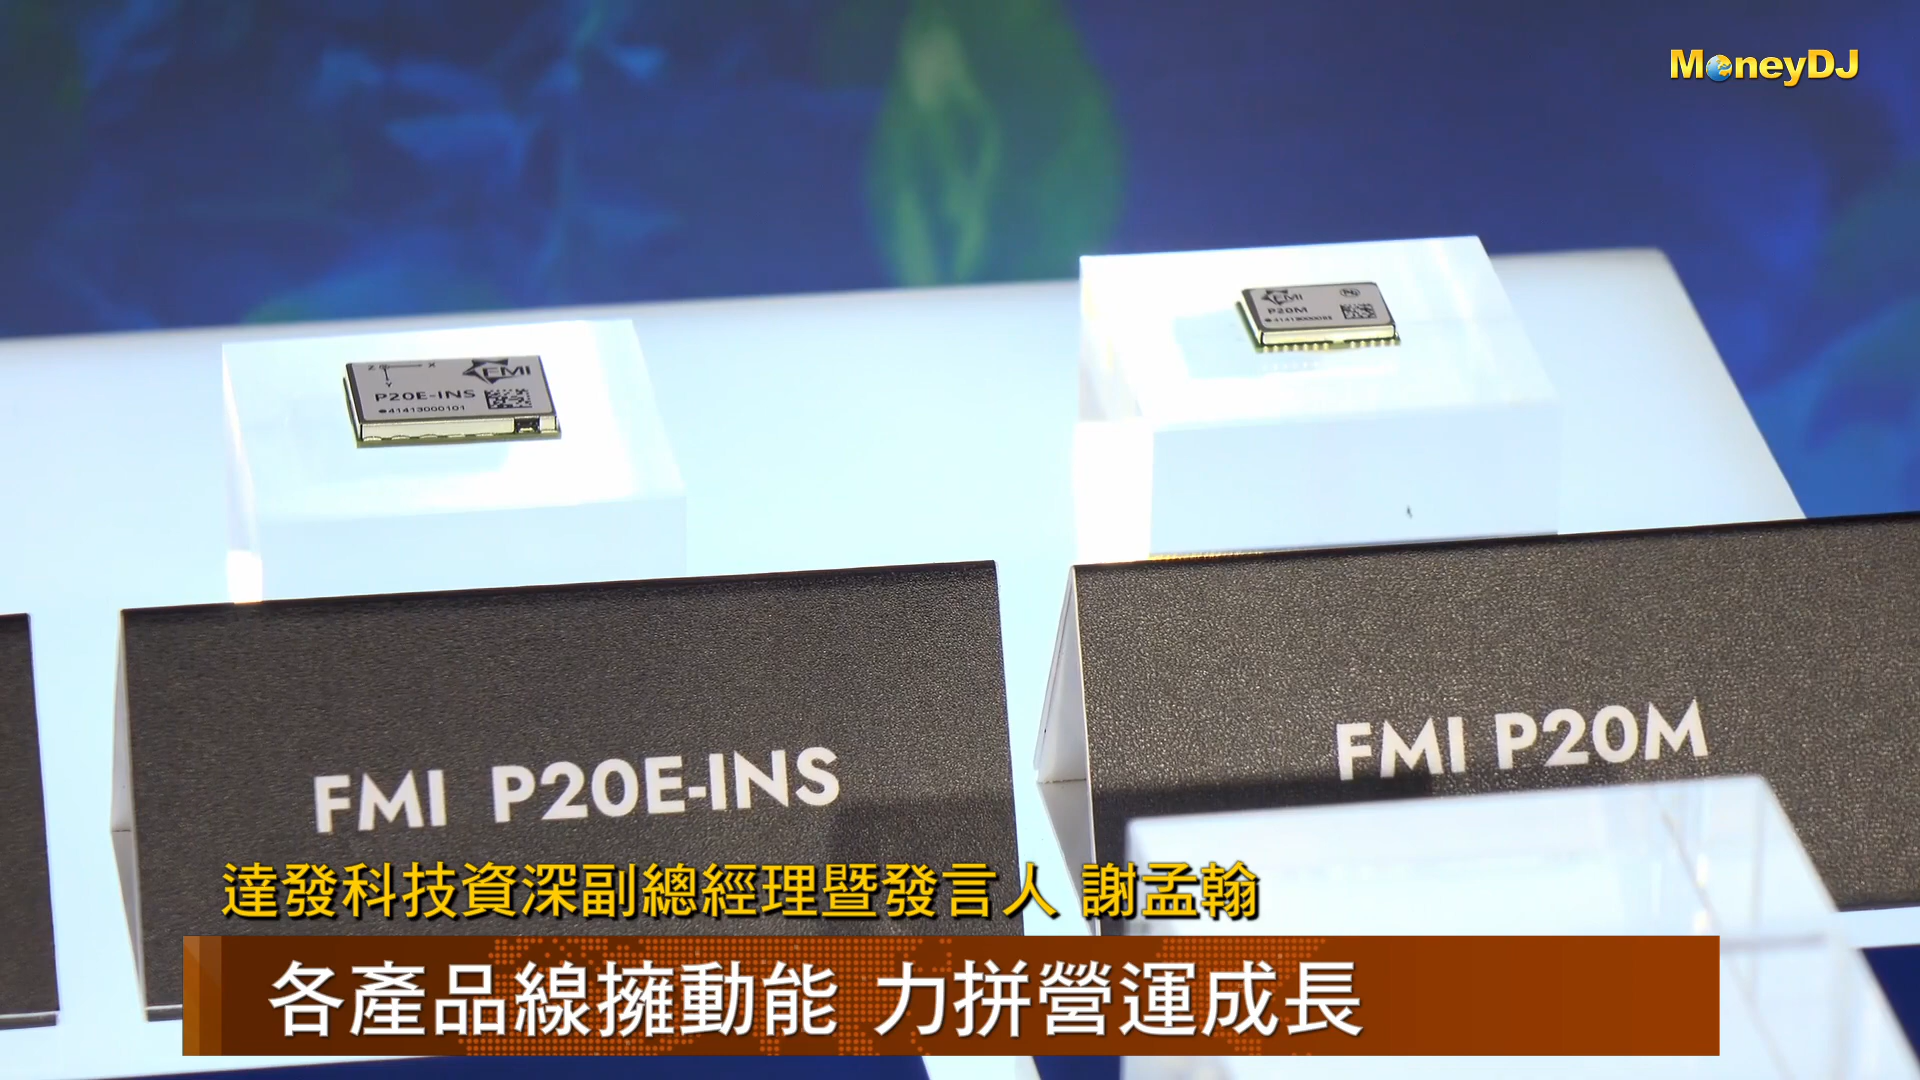 MoneyDJ
FMI
P20M
Z X
Y
FMI
P20E-INS
41413000101
FMI P20E-INS
FMI P20M
達發科技資深副總經理暨發言人 謝孟翰
各產品線擁動能 力拼營運成長